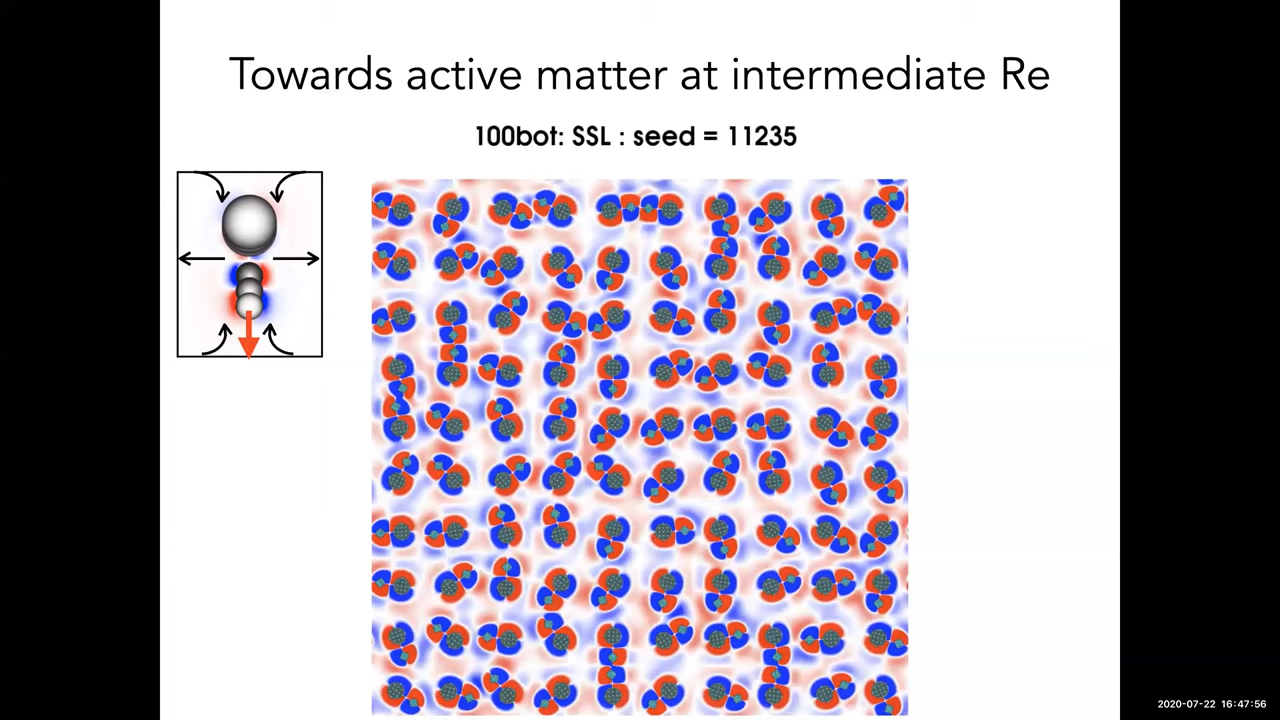 Towards active matter at intermediate Re
100bot: SSL : seed = 11235
2020-07-22 16:47:56